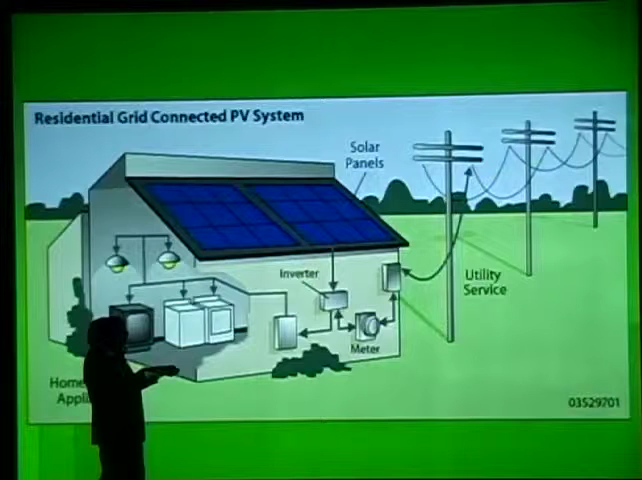 Residential Grid Connected PV System
Solar
Panels
Inverter
Utility
Service
Meter
Home
03529701